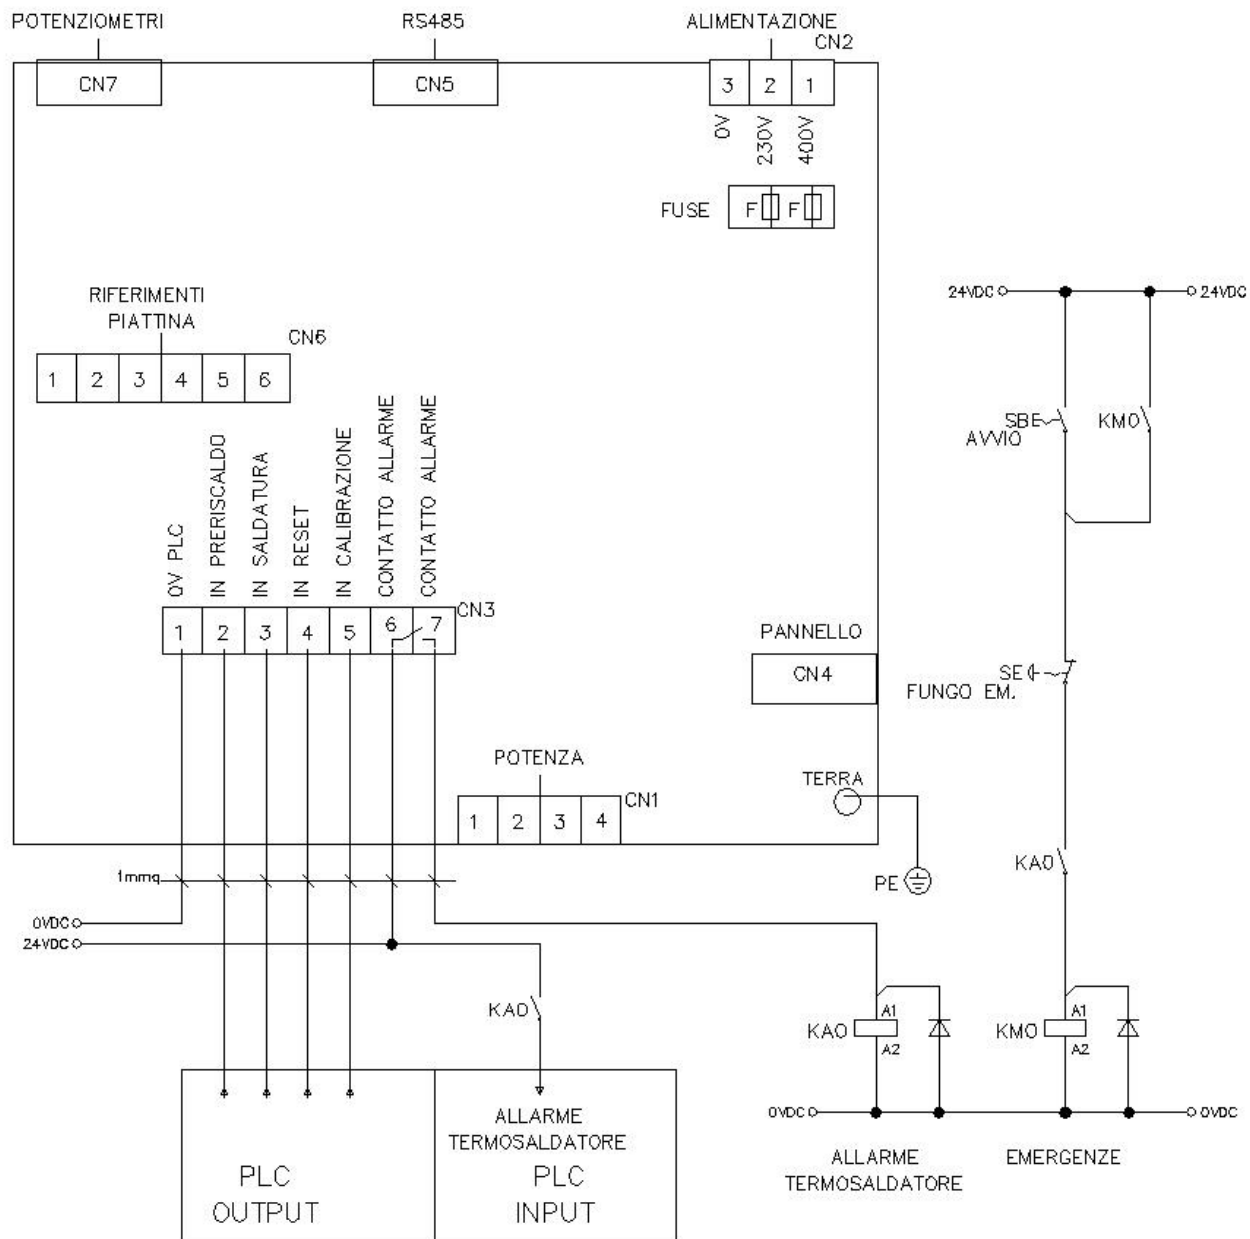 POTENZIOMETRI
RS485
ALIMENTAZIONE
CN2
CN7
CN5
3 2 1
0V
230V
400V
FUSE
F F
24VDC
24VDC
RIFERIMENTI
PIATTINA
CN6
1 2 3 4 5 6
SBE
AVVIO
KM0
0V PLC
IN PRERISCALDO
IN SALDATURA
IN RESET
IN CALIBRAZIONE
CONTATTO ALLARME
CONTATTO ALLARME
CN3
1 2 3 4 5 6 7
PANNELLO
CN4
SE
FUNGO EM.
POTENZA
CN1
1 2 3 4
TERRA
PE
KA0
1mmq
0VDC
24VDC
KA0
KA0
A1
A2
KM0
A1
A2
0VDC
0VDC
ALLARME
TERMOSALDATORE
PLC
OUTPUT
PLC
INPUT
ALLARME
TERMOSALDATORE
EMERGENZE